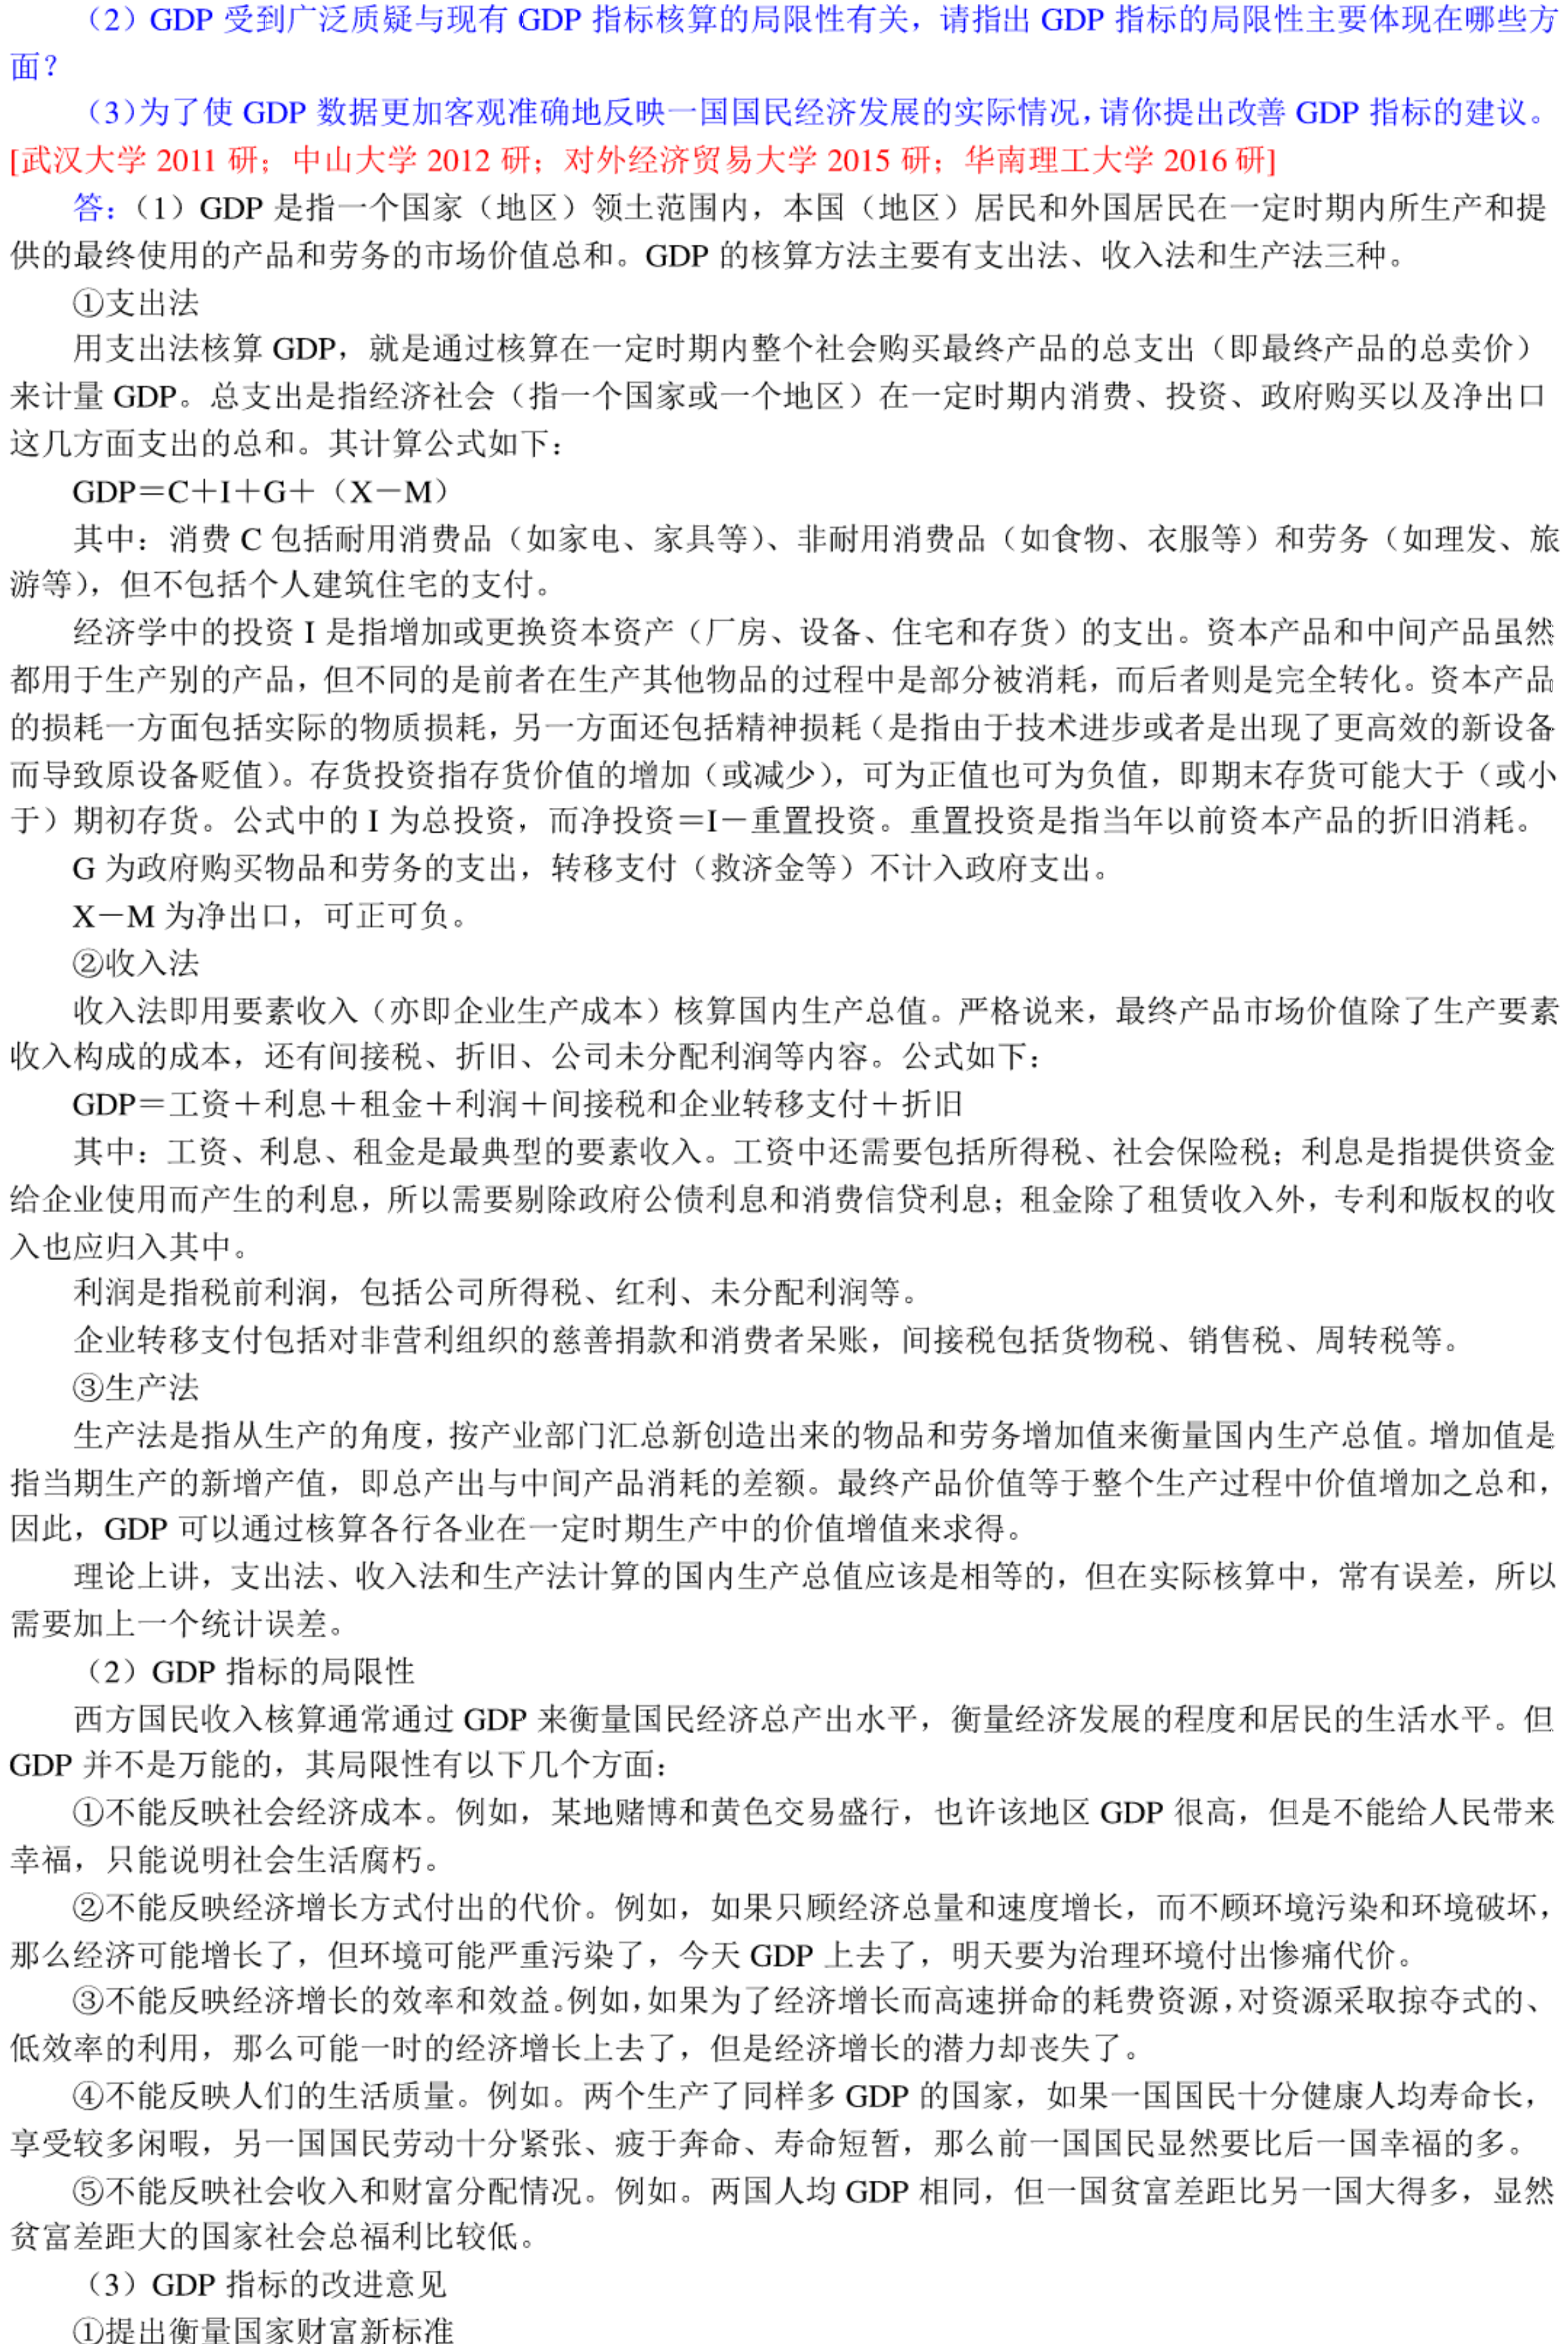 （2）GDP 受到广泛质疑与现有 GDP 指标核算的局限性有关，请指出 GDP 指标的局限性主要体现在哪些方
面？
（3）为了使 GDP 数据更加客观准确地反映一国国民经济发展的实际情况，请你提出改善 GDP 指标的建议。
[武汉大学 2011 研；中山大学 2012 研；对外经济贸易大学 2015 研；华南理工大学 2016 研]
答：（1）GDP 是指一个国家（地区）领土范围内，本国（地区）居民和外国居民在一定时期内所生产和提
供的最终使用的产品和劳务的市场价值总和。GDP 的核算方法主要有支出法、收入法和生产法三种。
①支出法
用支出法核算 GDP，就是通过核算在一定时期内整个社会购买最终产品的总支出（即最终产品的总卖价）
来计量 GDP。总支出是指经济社会（指一个国家或一个地区）在一定时期内消费、投资、政府购买以及净出口
这几方面支出的总和。其计算公式如下：
GDP＝C＋I＋G＋（X－M）
其中：消费 C 包括耐用消费品（如家电、家具等）、非耐用消费品（如食物、衣服等）和劳务（如理发、旅
游等），但不包括个人建筑住宅的支付。
经济学中的投资 I 是指增加或更换资本资产（厂房、设备、住宅和存货）的支出。资本产品和中间产品虽然
都用于生产别的产品，但不同的是前者在生产其他物品的过程中是部分被消耗，而后者则是完全转化。资本产品
的损耗一方面包括实际的物质损耗，另一方面还包括精神损耗（是指由于技术进步或者是出现了更高效的新设备
而导致原设备贬值）。存货投资指存货价值的增加（或减少），可为正值也可为负值，即期末存货可能大于（或小
于）期初存货。公式中的 I 为总投资，而净投资＝I－重置投资。重置投资是指当年以前资本产品的折旧消耗。
G 为政府购买物品和劳务的支出，转移支付（救济金等）不计入政府支出。
X－M 为净出口，可正可负。
②收入法
收入法即用要素收入（亦即企业生产成本）核算国内生产总值。严格说来，最终产品市场价值除了生产要素
收入构成的成本，还有间接税、折旧、公司未分配利润等内容。公式如下：
GDP＝工资＋利息＋租金＋利润＋间接税和企业转移支付＋折旧
其中：工资、利息、租金是最典型的要素收入。工资中还需要包括所得税、社会保险税；利息是指提供资金
给企业使用而产生的利息，所以需要剔除政府公债利息和消费信贷利息；租金除了租赁收入外，专利和版权的收
入也应归入其中。
利润是指税前利润，包括公司所得税、红利、未分配利润等。
企业转移支付包括对非营利组织的慈善捐款和消费者呆账，间接税包括货物税、销售税、周转税等。
③生产法
生产法是指从生产的角度，按产业部门汇总新创造出来的物品和劳务增加值来衡量国内生产总值。增加值是
指当期生产的新增产值，即总产出与中间产品消耗的差额。最终产品价值等于整个生产过程中价值增加之总和，
因此，GDP 可以通过核算各行各业在一定时期生产中的价值增值来求得。
理论上讲，支出法、收入法和生产法计算的国内生产总值应该是相等的，但在实际核算中，常有误差，所以
需要加上一个统计误差。
（2）GDP 指标的局限性
西方国民收入核算通常通过 GDP 来衡量国民经济总产出水平，衡量经济发展的程度和居民的生活水平。但
GDP 并不是万能的，其局限性有以下几个方面：
①不能反映社会经济成本。例如，某地赌博和黄色交易盛行，也许该地区 GDP 很高，但是不能给人民带来
幸福，只能说明社会生活腐朽。
②不能反映经济增长方式付出的代价。例如，如果只顾经济总量和速度增长，而不顾环境污染和环境破坏，
那么经济可能增长了，但环境可能严重污染了，今天 GDP 上去了，明天要为治理环境付出惨痛代价。
③不能反映经济增长的效率和效益。例如，如果为了经济增长而高速拼命的耗费资源，对资源采取掠夺式的、
低效率的利用，那么可能一时的经济增长上去了，但是经济增长的潜力却丧失了。
④不能反映人们的生活质量。例如。两个生产了同样多 GDP 的国家，如果一国国民十分健康人均寿命长，
享受较多闲暇，另一国国民劳动十分紧张、疲于奔命、寿命短暂，那么前一国国民显然要比后一国幸福的多。
⑤不能反映社会收入和财富分配情况。例如。两国人均 GDP 相同，但一国贫富差距比另一国大得多，显然
贫富差距大的国家社会总福利比较低。
（3）GDP 指标的改进意见
①提出衡量国家财富新标准